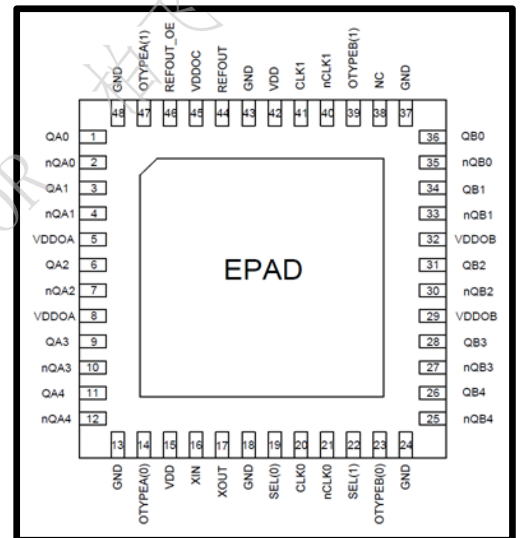 GND OTYPEA(1) REFOUT_OE VDDOC REFOUT GND VDD CLK1 nCLK1 OTYPEB(1) NC GND
48 47 46 45 44 43 42 41 40 39 38 37
QA0 1 36 QB0
nQA0 2 35 nQB0
QA1 3 34 QB1
nQA1 4 33 nQB1
VDDOA 5 32 VDDOB
QA2 6 31 QB2
EPAD
nQA2 7 30 nQB2
VDDOA 8 29 VDDOB
QA3 9 28 QB3
nQA3 10 27 nQB3
QA4 11 26 QB4
nQA4 12 25 nQB4
13 14 15 16 17 18 19 20 21 22 23 24
GND OTYPEA(0) VDD XIN XOUT GND SEL(0) CLK0 nCLK0 SEL(1) OTYPEB(0) GND